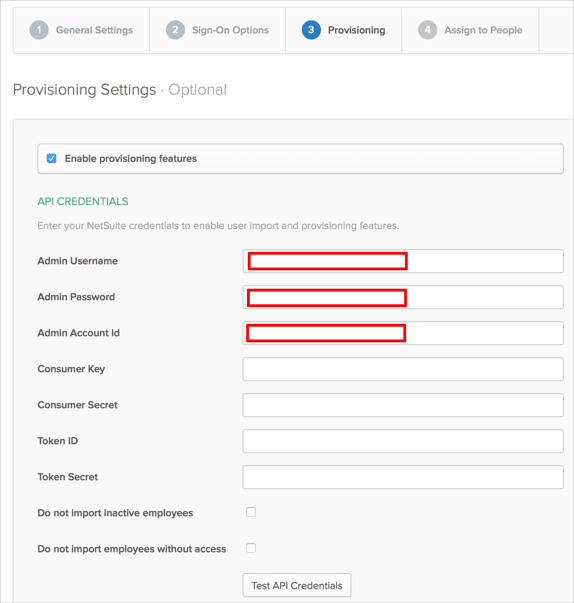 1 General Settings 2 Sign-On Options 3 Provisioning 4 Assign to People
Provisioning Settings · Optional
Enable provisioning features
API CREDENTIALS
Enter your NetSuite credentials to enable user import and provisioning features.
Admin Username
Admin Password
Admin Account Id
Consumer Key
Consumer Secret
Token ID
Token Secret
Do not import inactive employees
Do not import employees without access
Test API Credentials